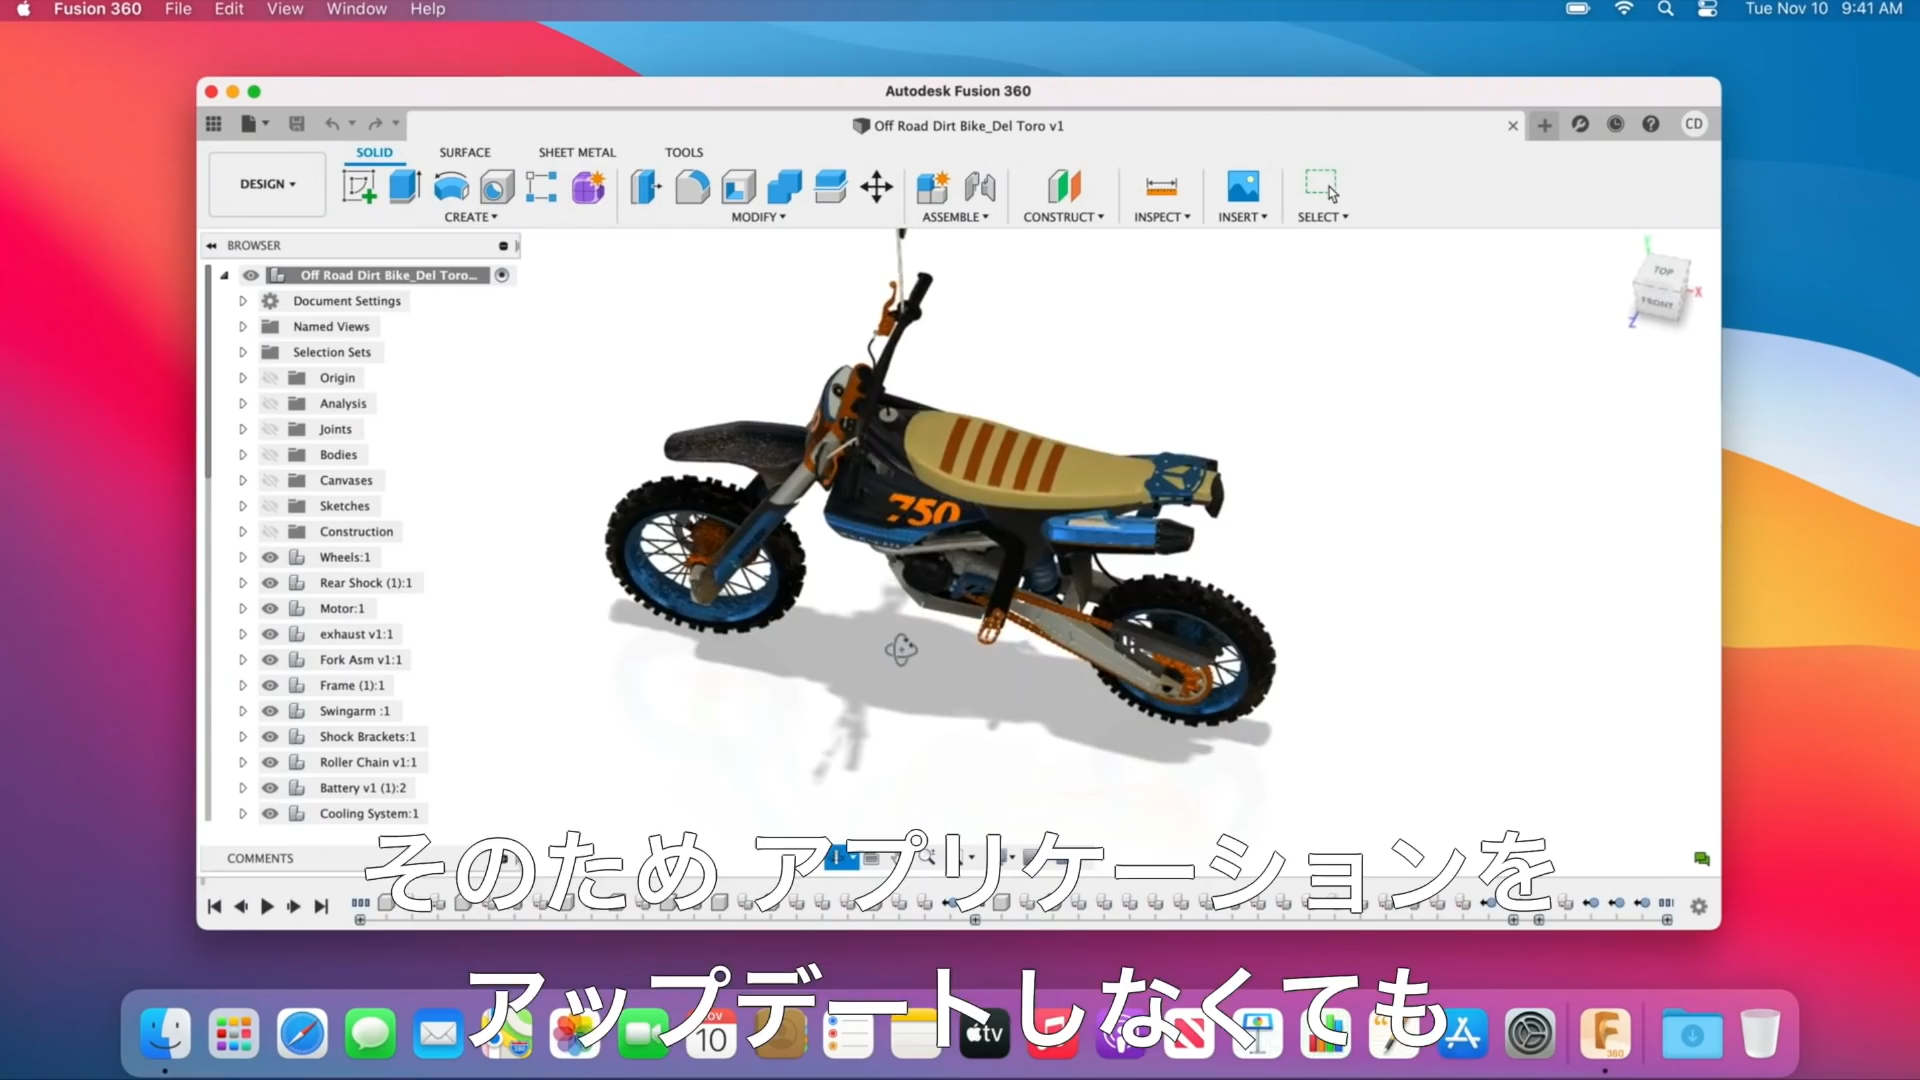 Fusion 360 File Edit View Window Help Tue Nov 10 9:41 AM
Autodesk Fusion 360
Off Road Dirt Bike_Del Toro v1
CD
SOLID SURFACE SHEET METAL TOOLS
DESIGN
CREATE MODIFY ASSEMBLE CONSTRUCT INSPECT INSERT SELECT
BROWSER
Off Road Dirt Bike_Del Toro...
Document Settings
Named Views
Selection Sets
Origin
Analysis
Joints
Bodies
Canvases
Sketches
Construction
Wheels:1
Rear Shock (1):1
Motor:1
exhaust v1:1
Fork Asm v1:1
Frame (1):1
Swingarm :1
Shock Brackets:1
Roller Chain v1:1
Battery v1 (1):2
Cooling System:1
TOP
FRONT
X
Z
750
COMMENTS
そのため アプリケーションを
アップデートしなくても
NOV
10
tv
360